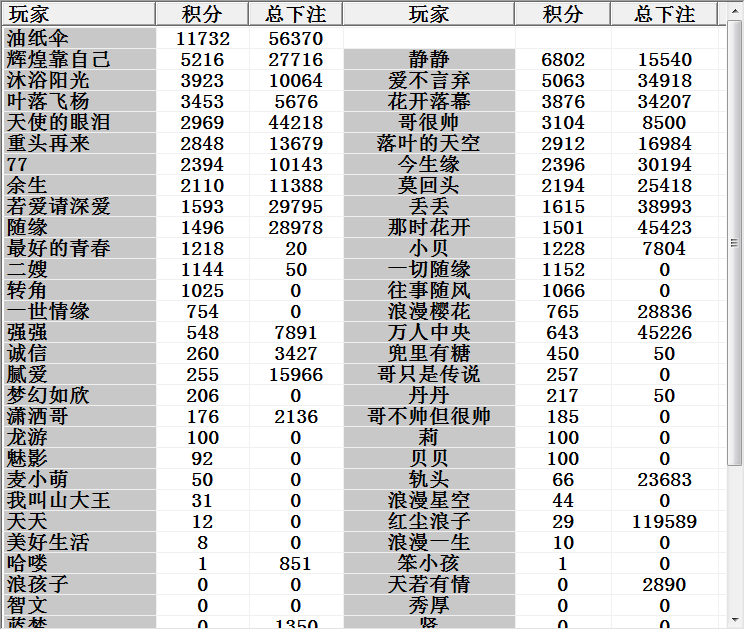 玩家 积分 总下注 玩家 积分 总下注
油纸伞 11732 56370
辉煌靠自己 5216 27716 静静 6802 15540
沐浴阳光 3923 10064 爱不言弃 5063 34918
叶落飞杨 3453 5676 花开落幕 3876 34207
天使的眼泪 2969 44218 哥很帅 3104 8500
重头再来 2848 13679 落叶的天空 2912 16984
77 2394 10143 今生缘 2396 30194
余生 2110 11388 莫回头 2194 25418
若爱请深爱 1593 29795 丢丢 1615 38993
随缘 1496 28978 那时花开 1501 45423
最好的青春 1218 20 小贝 1228 7804
二嫂 1144 50 一切随缘 1152 0
转角 1025 0 往事随风 1066 0
一世情缘 754 0 浪漫樱花 765 28836
强强 548 7891 万人中央 643 45226
诚信 260 3427 兜里有糖 450 50
腻爱 255 15966 哥只是传说 257 0
梦幻如欣 206 0 丹丹 217 50
潇洒哥 176 2136 哥不帅但很帅 185 0
龙游 100 0 莉 100 0
魅影 92 0 贝贝 100 0
麦小萌 50 0 轨头 66 23683
我叫山大王 31 0 浪漫星空 44 0
天天 12 0 红尘浪子 29 119589
美好生活 8 0 浪漫一生 10 0
哈喽 1 851 笨小孩 1 0
浪孩子 0 0 天若有情 0 2890
智文 0 0 秀厚 0 0
蓝梦 0 1350 贤 0 0